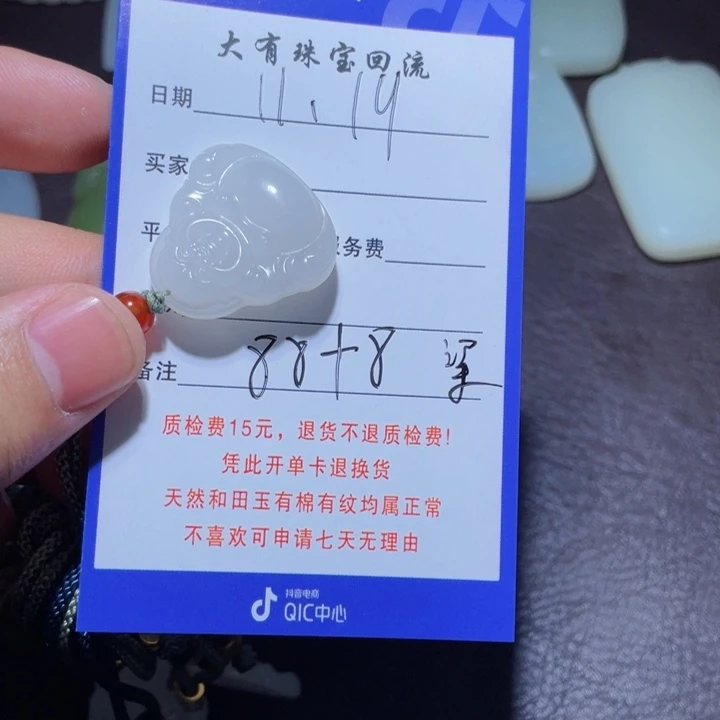 大有珠宝回流
日期 11.19
买家
平 服务费
备注 88+8
质检费15元，退货不退质检费！
凭此开单卡退换货
天然和田玉有棉有纹均属正常
不喜欢可申请七天无理由
抖音电商
QIC中心